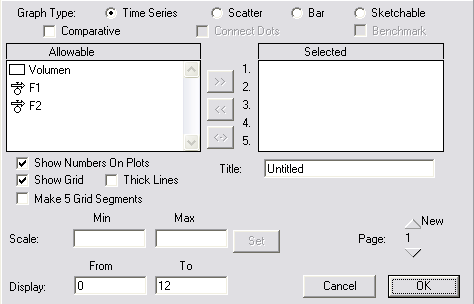 Graph Type: Time Series Scatter Bar Sketchable
Comparative Connect Dots Benchmark
Allowable Selected
Volumen
F1
F2
>>
<<
<->
1.
2.
3.
4.
5.
Show Numbers On Plots
Show Grid Thick Lines
Make 5 Grid Segments
Title: Untitled
Min Max
Scale: Set
Page: 1 New
From To
Display: 0 12
Cancel OK